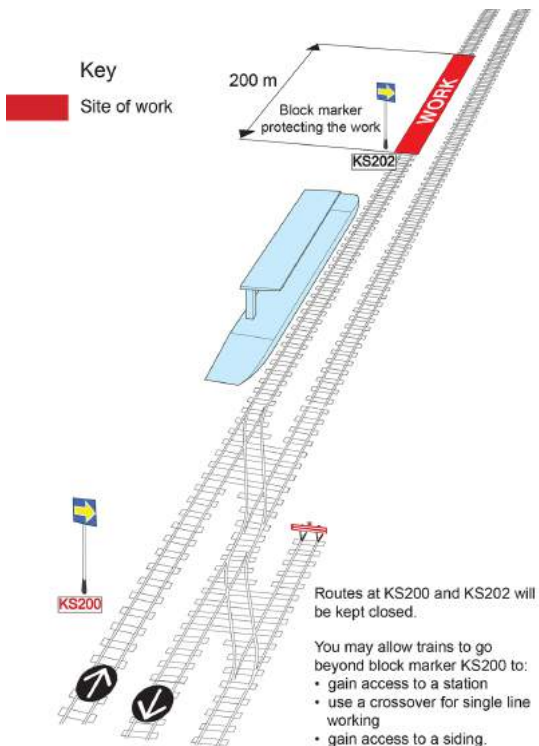 Key
Site of work
200 m
Block marker
protecting the work
WORK
KS202
KS200
Routes at KS200 and KS202 will
be kept closed.
You may allow trains to go
beyond block marker KS200 to:
• gain access to a station
• use a crossover for single line
working
• gain access to a siding.